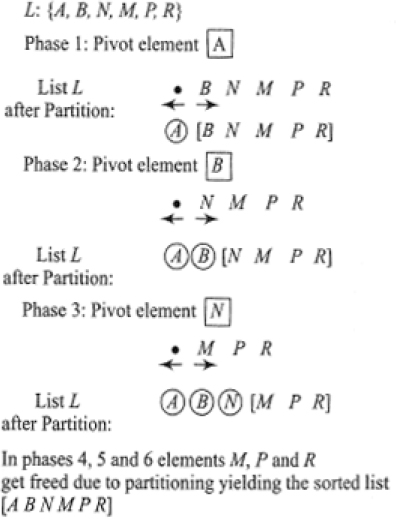 L: {A, B, N, M, P, R}
Phase 1: Pivot element A
List L
after Partition:
• B N M P R
A [B N M P R]
Phase 2: Pivot element B
• N M P R
List L
after Partition:
A B [N M P R]
Phase 3: Pivot element N
• M P R
List L
after Partition:
A B N [M P R]
In phases 4, 5 and 6 elements M, P and R
get freed due to partitioning yielding the sorted list
[A B N M P R]